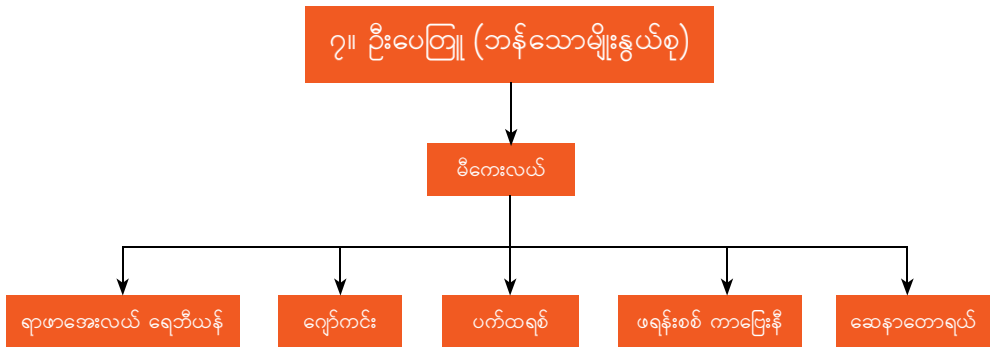 ၇။ ဦးပေတြူ (ဘန်သောမျိုးနွယ်စု)
မီကေးလယ်
ရာဖာအေးလယ် ရေဘီယန်
ဂျော်ကင်း
ပက်ထရစ်
ဖရန်းစစ် ကာဗြေးနီ
ဆေနာတောရယ်